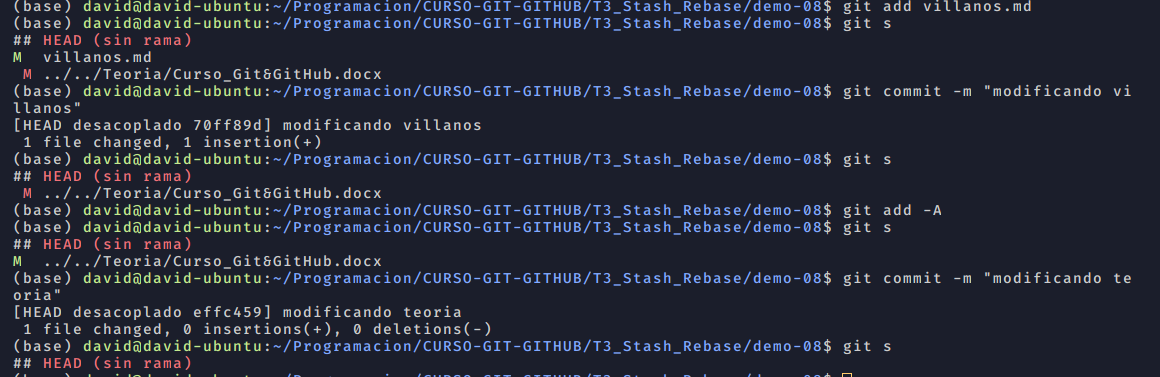 (base) david@david-ubuntu:~/Programacion/CURSO-GIT-GITHUB/T3_Stash_Rebase/demo-08$ git add villanos.md
(base) david@david-ubuntu:~/Programacion/CURSO-GIT-GITHUB/T3_Stash_Rebase/demo-08$ git s
## HEAD (sin rama)
M  villanos.md
 M ../../Teoria/Curso_Git&GitHub.docx
(base) david@david-ubuntu:~/Programacion/CURSO-GIT-GITHUB/T3_Stash_Rebase/demo-08$ git commit -m "modificando vi
llanos"
[HEAD desacoplado 70ff89d] modificando villanos
 1 file changed, 1 insertion(+)
(base) david@david-ubuntu:~/Programacion/CURSO-GIT-GITHUB/T3_Stash_Rebase/demo-08$ git s
## HEAD (sin rama)
 M ../../Teoria/Curso_Git&GitHub.docx
(base) david@david-ubuntu:~/Programacion/CURSO-GIT-GITHUB/T3_Stash_Rebase/demo-08$ git add -A
(base) david@david-ubuntu:~/Programacion/CURSO-GIT-GITHUB/T3_Stash_Rebase/demo-08$ git s
## HEAD (sin rama)
M  ../../Teoria/Curso_Git&GitHub.docx
(base) david@david-ubuntu:~/Programacion/CURSO-GIT-GITHUB/T3_Stash_Rebase/demo-08$ git commit -m "modificando te
oria"
[HEAD desacoplado effc459] modificando teoria
 1 file changed, 0 insertions(+), 0 deletions(-)
(base) david@david-ubuntu:~/Programacion/CURSO-GIT-GITHUB/T3_Stash_Rebase/demo-08$ git s
## HEAD (sin rama)